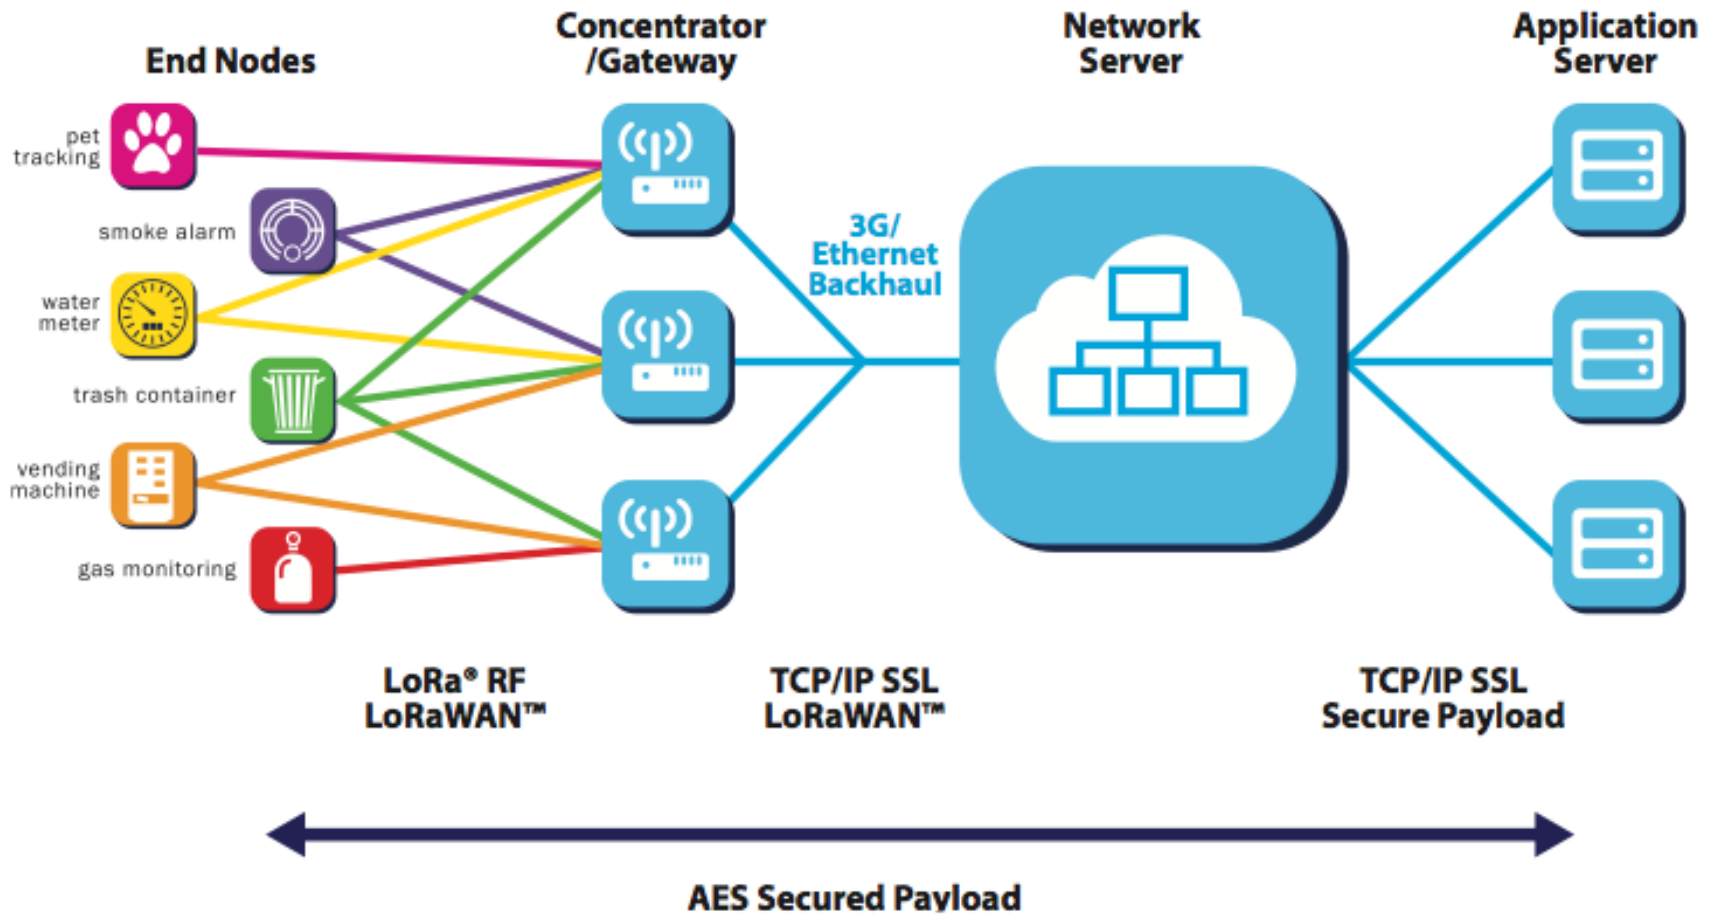 End Nodes
Concentrator
/Gateway
Network
Server
Application
Server
pet
tracking
smoke alarm
water
meter
trash container
vending
machine
gas monitoring
3G/
Ethernet
Backhaul
LoRa® RF
LoRaWAN™
TCP/IP SSL
LoRaWAN™
TCP/IP SSL
Secure Payload
AES Secured Payload